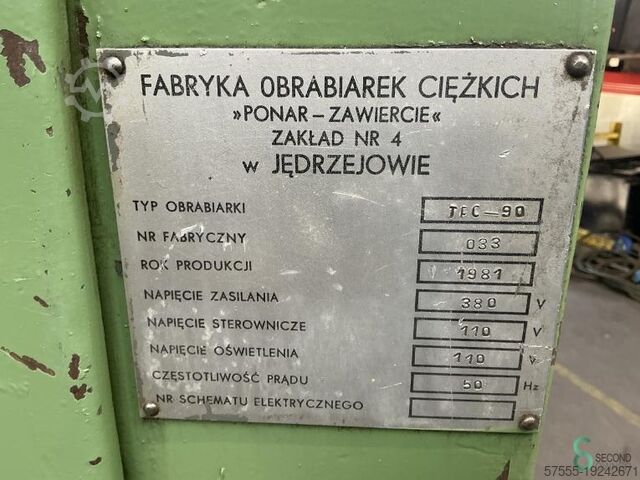 FABRYKA OBRABIAREK CIĘŻKICH
»PONAR – ZAWIERCIE«
ZAKŁAD NR 4
w JĘDRZEJOWIE
TYP OBRABIARKI TEC-90
NR FABRYCZNY 033
ROK PRODUKCJI 1981
NAPIĘCIE ZASILANIA 380 V
NAPIĘCIE STEROWNICZE 110 V
NAPIĘCIE OŚWIETLENIA 110 V
CZĘSTOTLIWOŚĆ PRĄDU 50 Hz
NR SCHEMATU ELEKTRYCZNEGO
SECOND
57555-19242671